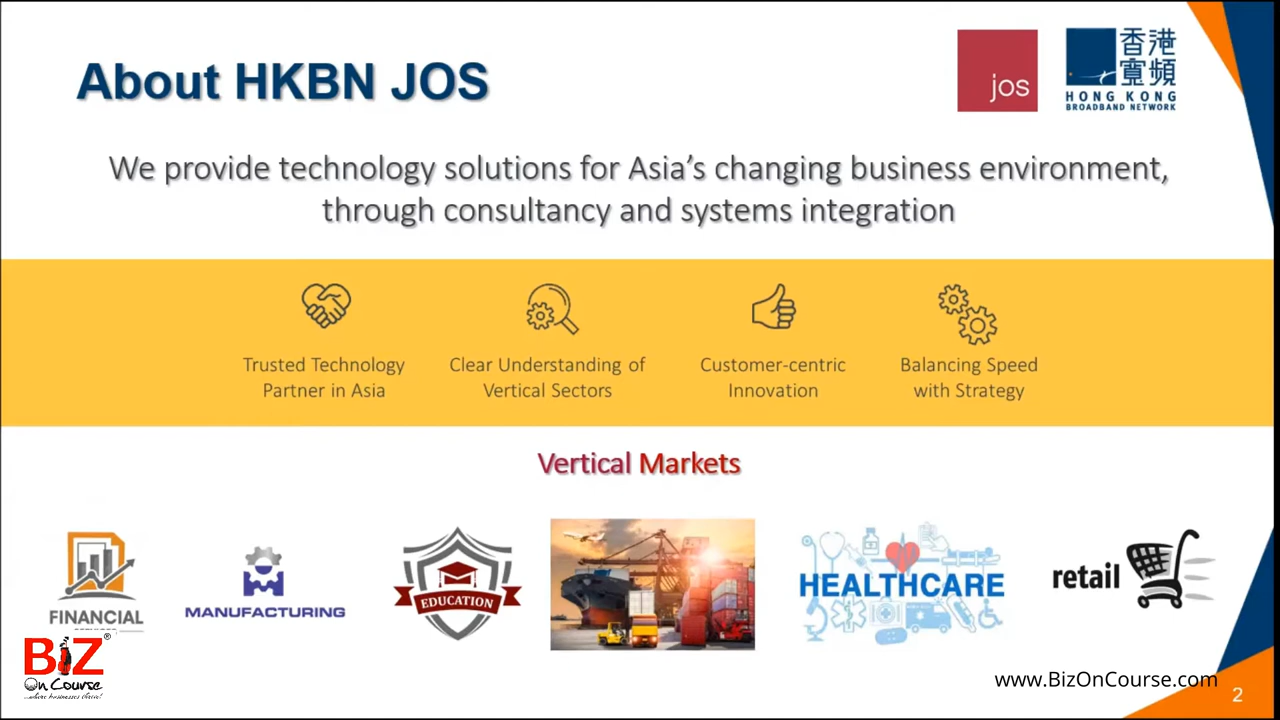 About HKBN JOS
jos
香港
寬頻
HONG KONG
BROADBAND NETWORK
We provide technology solutions for Asia's changing business environment,
through consultancy and systems integration
Trusted Technology
Partner in Asia
Clear Understanding of
Vertical Sectors
Customer-centric
Innovation
Balancing Speed
with Strategy
Vertical Markets
FINANCIAL
MANUFACTURING
EDUCATION
HEALTHCARE
retail
BIZ®
On Course
...where businesses thrive!
www.BizOnCourse.com
2